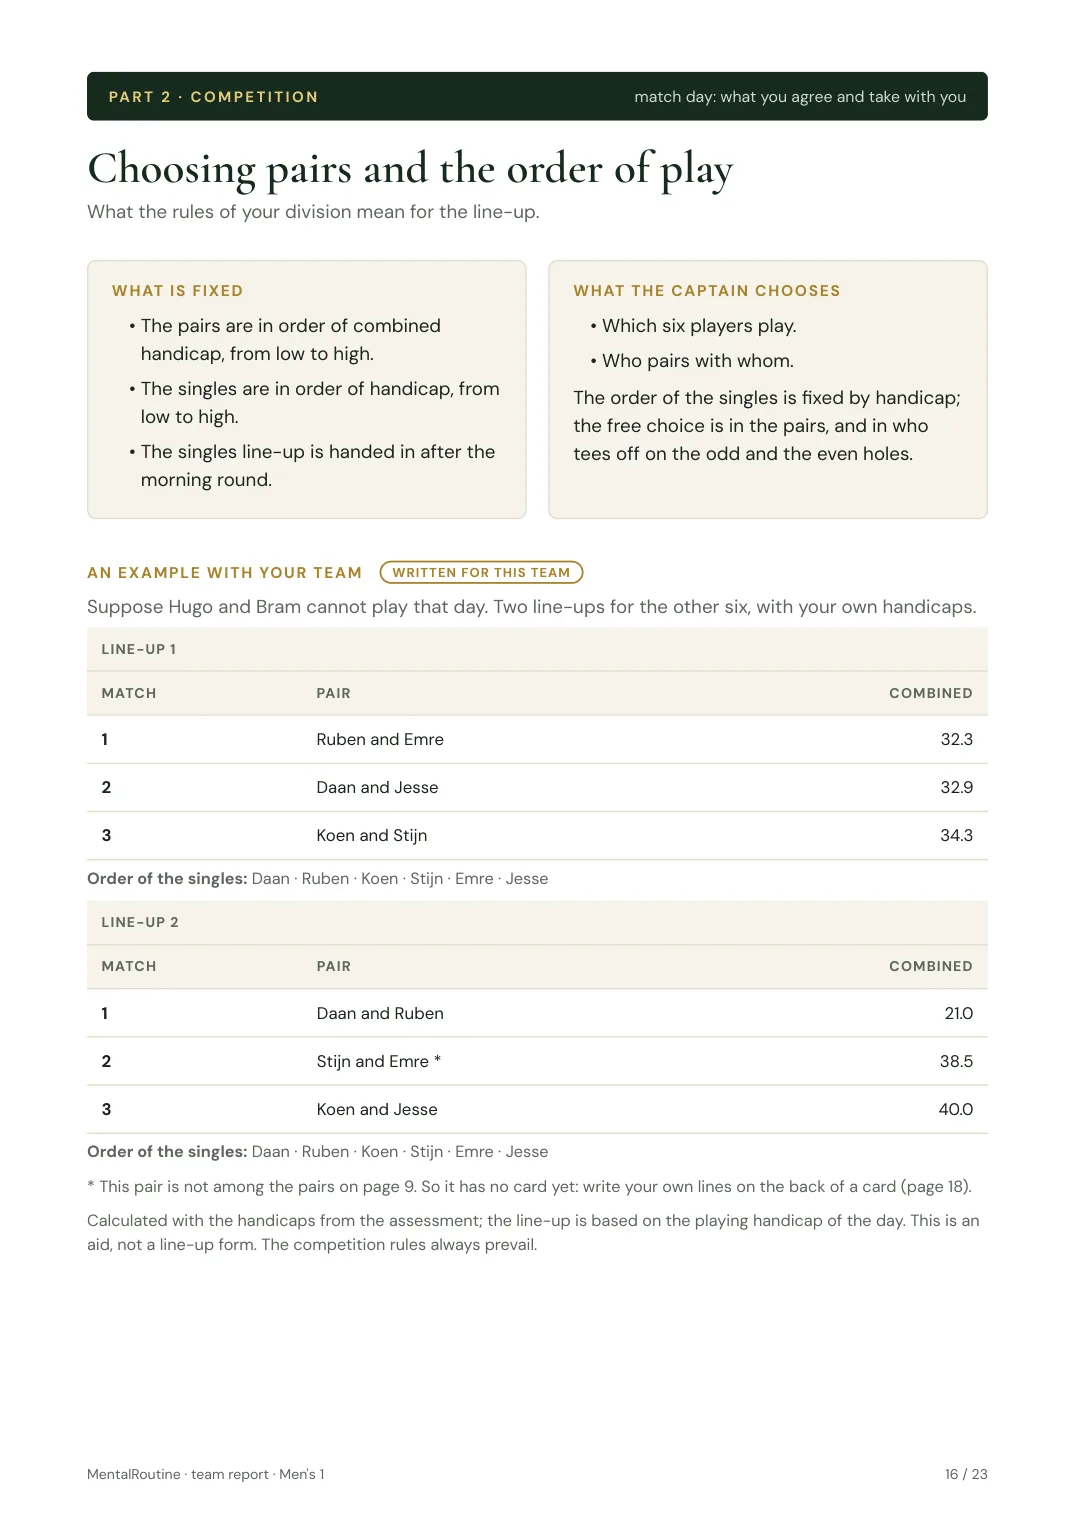 PART 2 · COMPETITION
match day: what you agree and take with you
Choosing pairs and the order of play
What the rules of your division mean for the line-up.
WHAT IS FIXED
• The pairs are in order of combined
handicap, from low to high.
• The singles are in order of handicap, from
low to high.
• The singles line-up is handed in after the
morning round.
WHAT THE CAPTAIN CHOOSES
• Which six players play.
• Who pairs with whom.
The order of the singles is fixed by handicap;
the free choice is in the pairs, and in who
tees off on the odd and the even holes.
AN EXAMPLE WITH YOUR TEAM WRITTEN FOR THIS TEAM
Suppose Hugo and Bram cannot play that day. Two line-ups for the other six, with your own handicaps.
LINE-UP 1
MATCH PAIR COMBINED
1 Ruben and Emre 32.3
2 Daan and Jesse 32.9
3 Koen and Stijn 34.3
Order of the singles: Daan · Ruben · Koen · Stijn · Emre · Jesse
LINE-UP 2
MATCH PAIR COMBINED
1 Daan and Ruben 21.0
2 Stijn and Emre * 38.5
3 Koen and Jesse 40.0
Order of the singles: Daan · Ruben · Koen · Stijn · Emre · Jesse
* This pair is not among the pairs on page 9. So it has no card yet: write your own lines on the back of a card (page 18).
Calculated with the handicaps from the assessment; the line-up is based on the playing handicap of the day. This is an
aid, not a line-up form. The competition rules always prevail.
MentalRoutine · team report · Men's 1
16 / 23